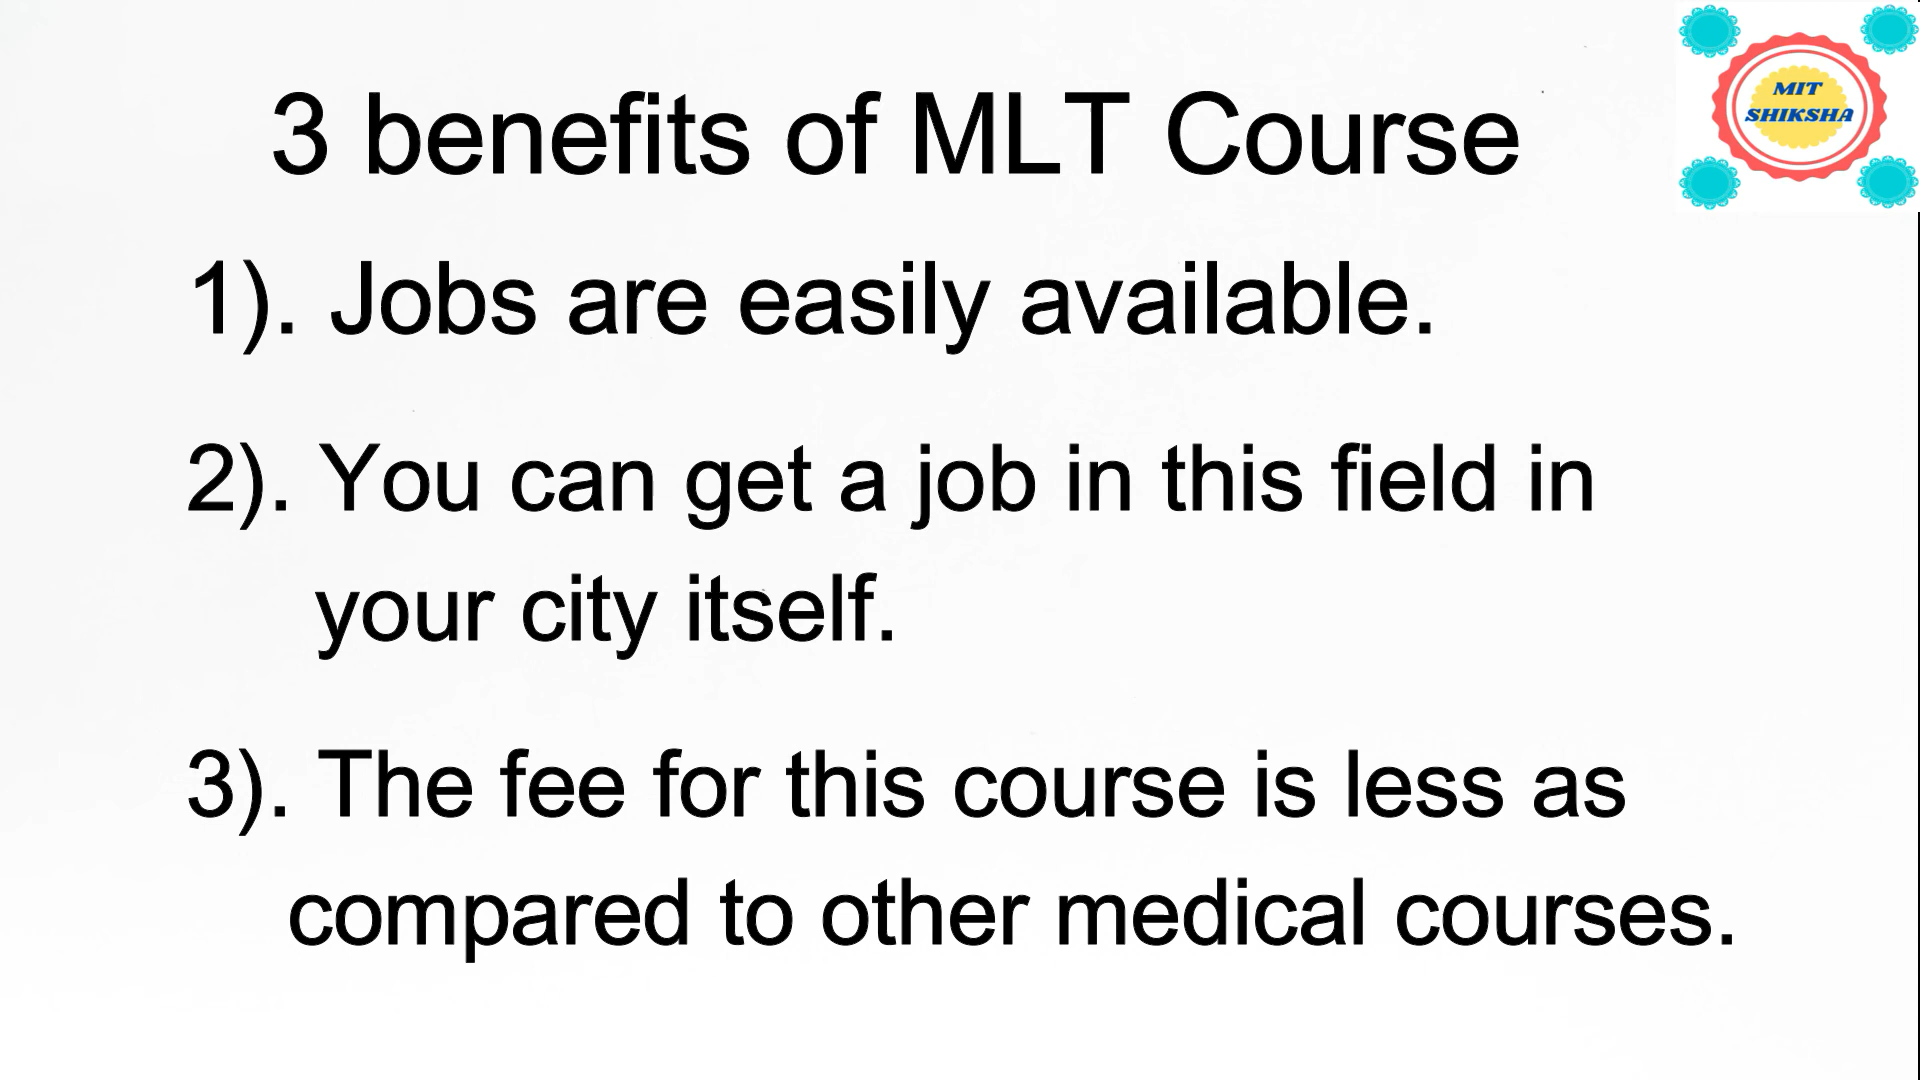 3 benefits of MLT Course
MIT
SHIKSHA
1). Jobs are easily available.
2). You can get a job in this field in
your city itself.
3). The fee for this course is less as
compared to other medical courses.